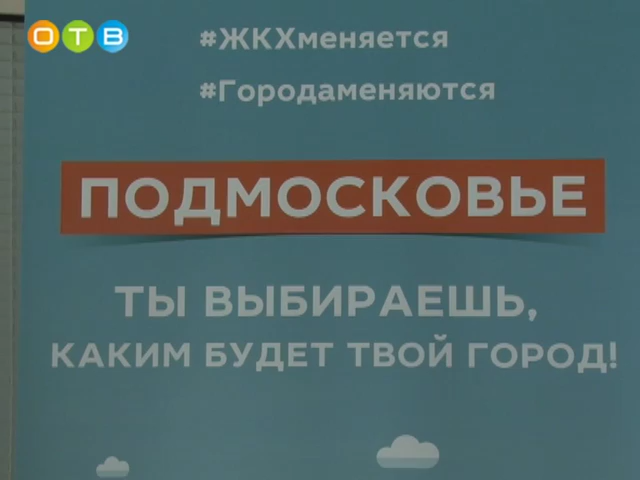 ОТВ
#ЖКХменяется
#Городаменяются
ПОДМОСКОВЬЕ
ТЫ ВЫБИРАЕШЬ,
КАКИМ БУДЕТ ТВОЙ ГОРОД!